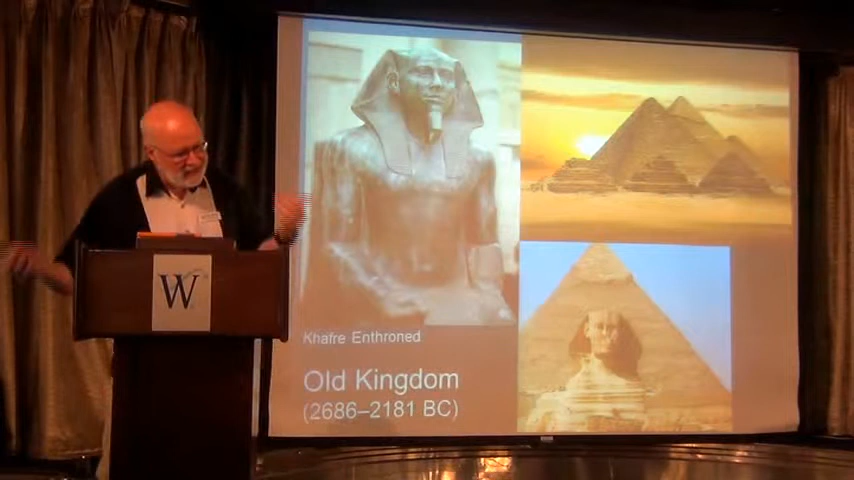 W
Khafre Enthroned
Old Kingdom
(2686–2181 BC)